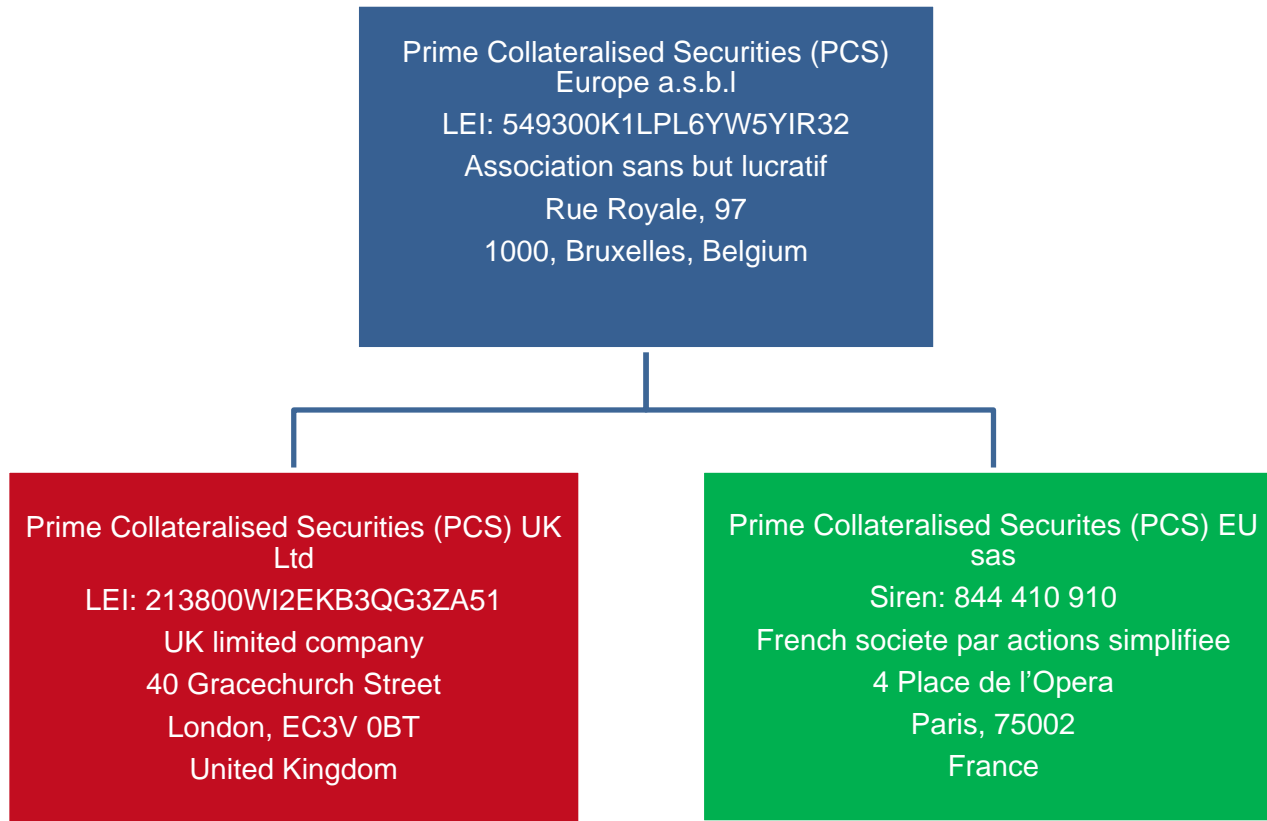 Prime Collateralised Securities (PCS)
Europe a.s.b.l
LEI: 549300K1LPL6YW5YIR32
Association sans but lucratif
Rue Royale, 97
1000, Bruxelles, Belgium
Prime Collateralised Securities (PCS) UK
Ltd
LEI: 213800WI2EKB3QG3ZA51
UK limited company
40 Gracechurch Street
London, EC3V 0BT
United Kingdom
Prime Collateralised Securites (PCS) EU
sas
Siren: 844 410 910
French societe par actions simplifiee
4 Place de l’Opera
Paris, 75002
France